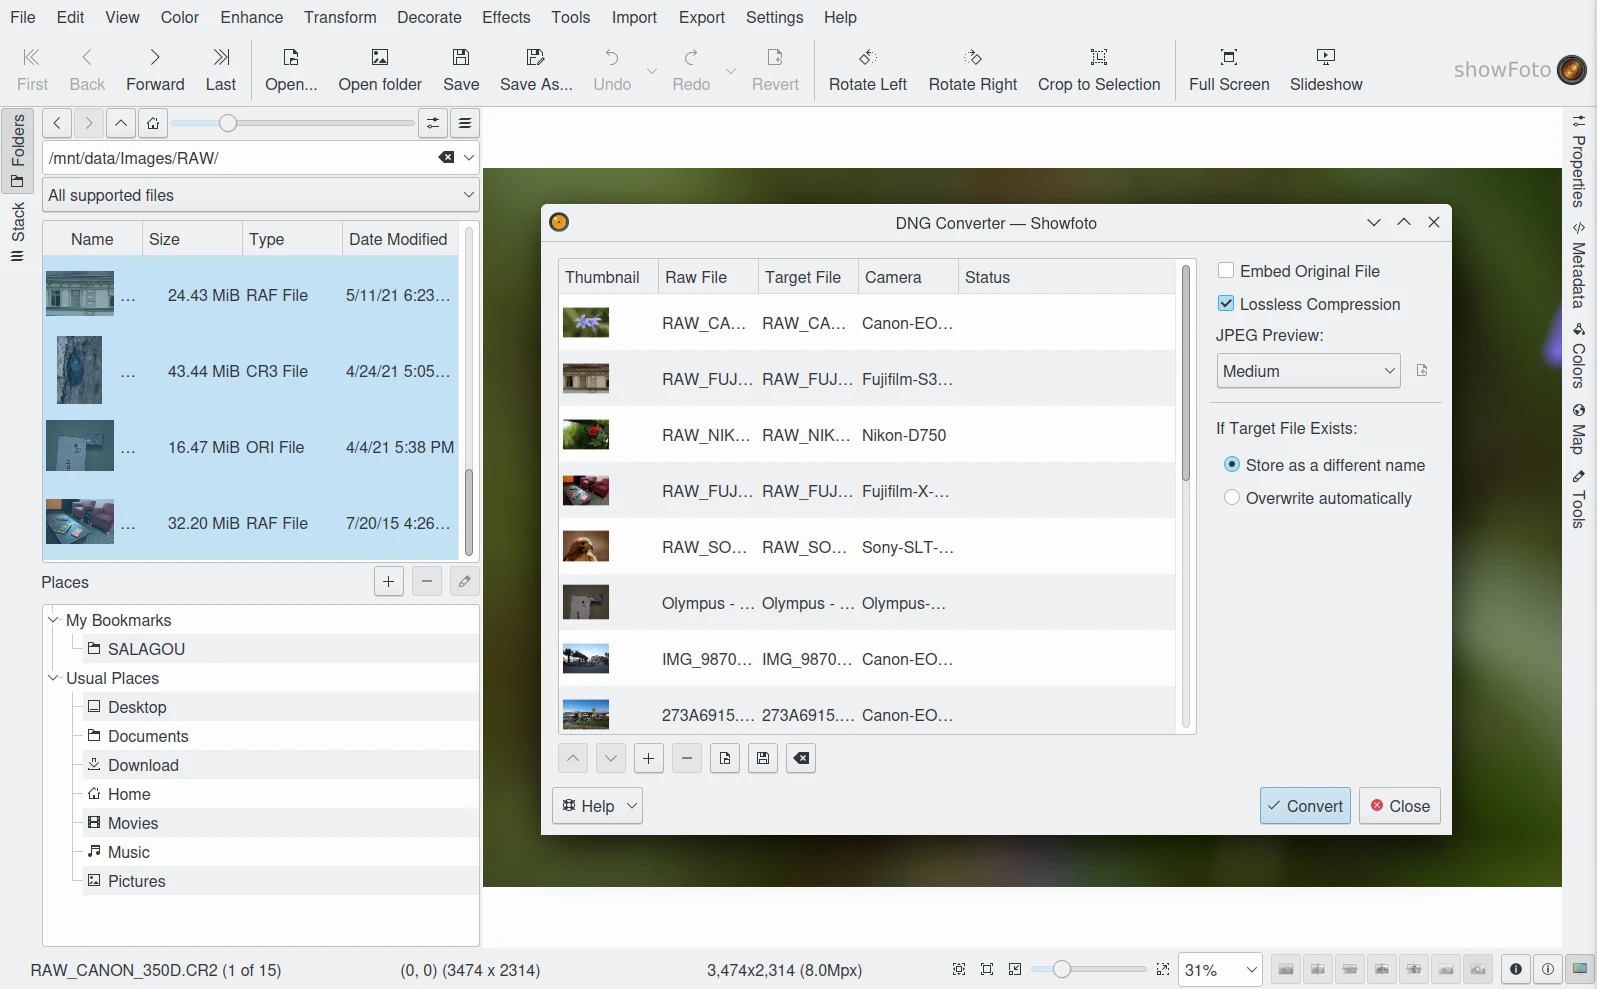 File Edit View Color Enhance Transform Decorate Effects Tools Import Export Settings Help
First Back Forward Last Open... Open folder Save Save As... Undo Redo Revert Rotate Left Rotate Right Crop to Selection Full Screen Slideshow showFoto
Folders
Stack
/mnt/data/Images/RAW/
All supported files
Name Size Type Date Modified
... 24.43 MiB RAF File 5/11/21 6:23...
... 43.44 MiB CR3 File 4/24/21 5:05...
... 16.47 MiB ORI File 4/4/21 5:38 PM
... 32.20 MiB RAF File 7/20/15 4:26...
Places
My Bookmarks
SALAGOU
Usual Places
Desktop
Documents
Download
Home
Movies
Music
Pictures
DNG Converter — Showfoto
Thumbnail Raw File Target File Camera Status
RAW_CA... RAW_CA... Canon-EO...
RAW_FUJ... RAW_FUJ... Fujifilm-S3...
RAW_NIK... RAW_NIK... Nikon-D750
RAW_FUJ... RAW_FUJ... Fujifilm-X-...
RAW_SO... RAW_SO... Sony-SLT-...
Olympus - ... Olympus - ... Olympus-...
IMG_9870... IMG_9870... Canon-EO...
273A6915.... 273A6915.... Canon-EO...
Embed Original File
Lossless Compression
JPEG Preview:
Medium
If Target File Exists:
Store as a different name
Overwrite automatically
Help Convert Close
Properties
Metadata
Colors
Map
Tools
RAW_CANON_350D.CR2 (1 of 15) (0, 0) (3474 x 2314) 3,474x2,314 (8.0Mpx) 31%